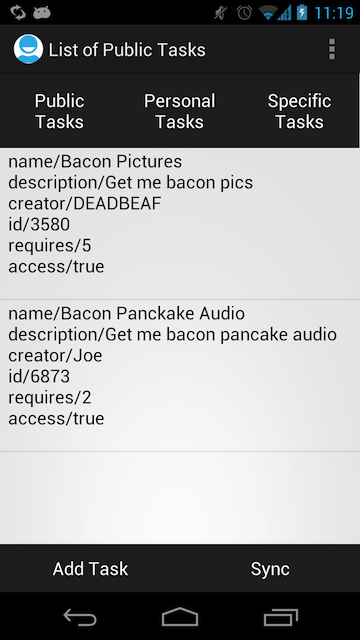 11:19
List of Public Tasks
Public Tasks
Personal Tasks
Specific Tasks
name/Bacon Pictures
description/Get me bacon pics
creator/DEADBEAF
id/3580
requires/5
access/true
name/Bacon Panckake Audio
description/Get me bacon pancake audio
creator/Joe
id/6873
requires/2
access/true
Add Task
Sync